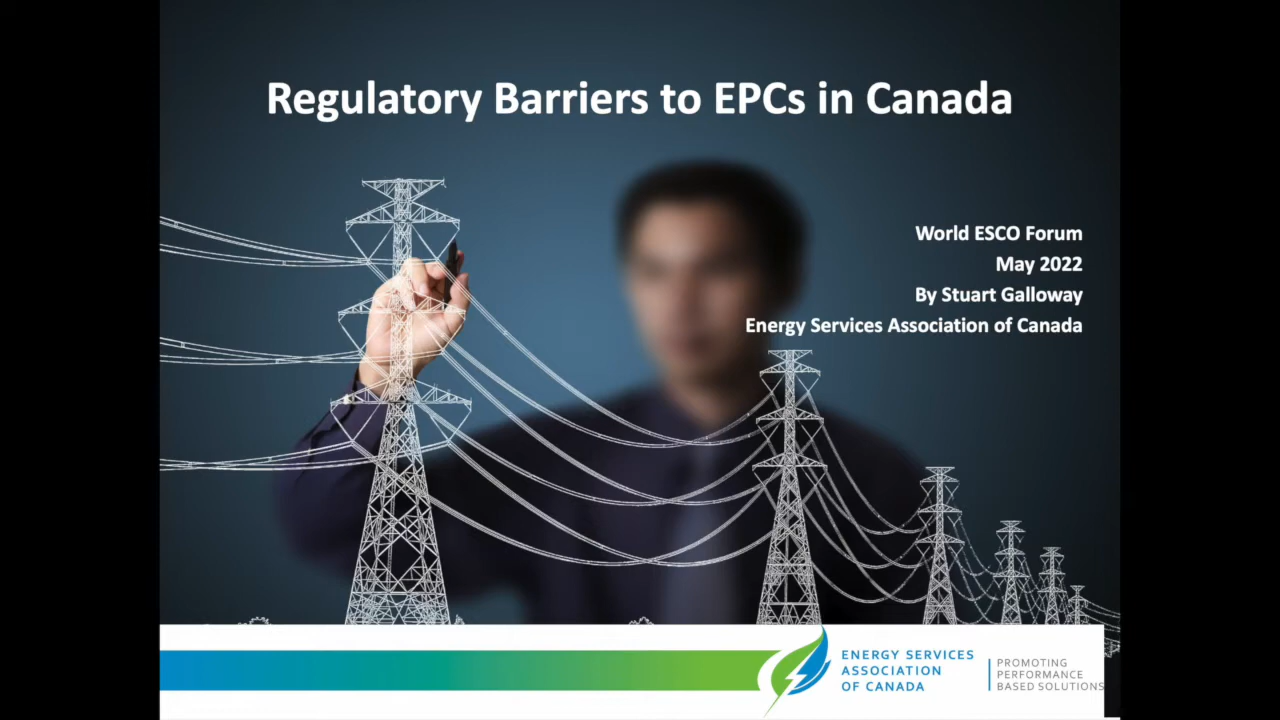 Regulatory Barriers to EPCs in Canada
World ESCO Forum
May 2022
By Stuart Galloway
Energy Services Association of Canada
ENERGY SERVICES
ASSOCIATION
OF CANADA
PROMOTING
PERFORMANCE
BASED SOLUTIONS